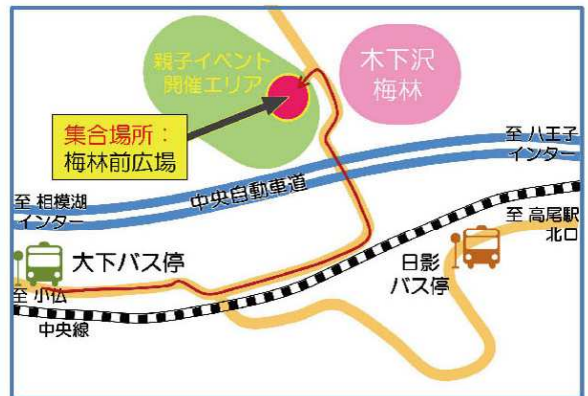 親子イベント
開催エリア
木下沢
梅林
集合場所：
梅林前広場
至 八王子
インター
中央自動車道
至 相模湖
インター
至 高尾駅
北口
大下バス停
日影
バス停
至 小仏
中央線